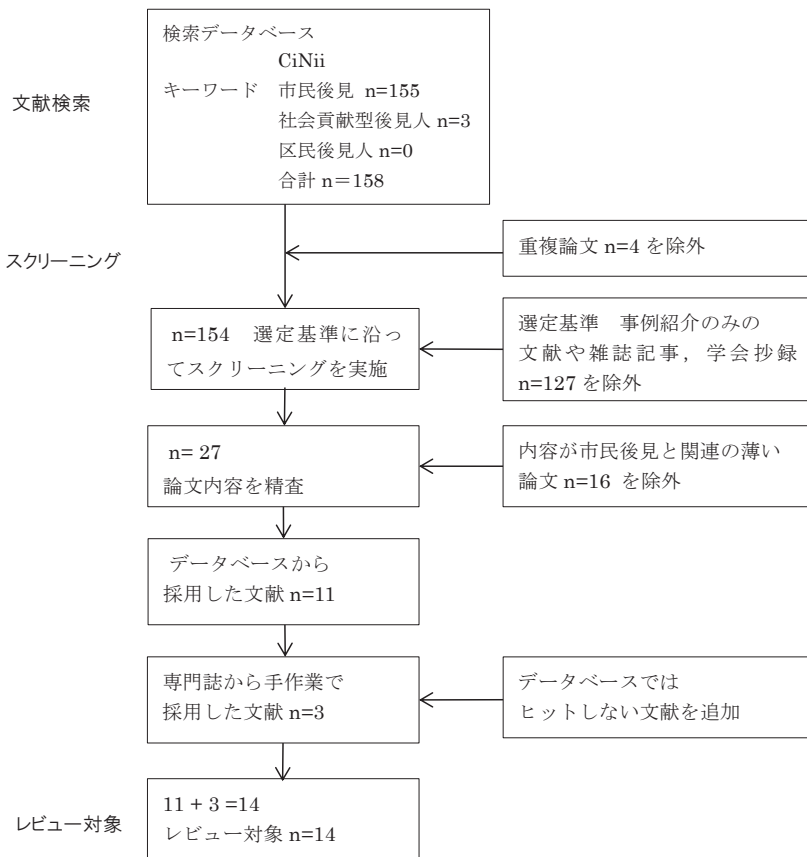 検索データベース
CiNii
文献検索
キーワード 市民後見 n=155
社会貢献型後見人 n=3
区民後見人 n=0
合計 n＝158
スクリーニング
重複論文 n=4 を除外
n=154 選定基準に沿っ
てスクリーニングを実施
選定基準 事例紹介のみの
文献や雑誌記事，学会抄録
n=127 を除外
n= 27
論文内容を精査
内容が市民後見と関連の薄い
論文 n=16 を除外
データベースから
採用した文献 n=11
専門誌から手作業で
採用した文献 n=3
データベースでは
ヒットしない文献を追加
レビュー対象
11 + 3 =14
レビュー対象 n=14